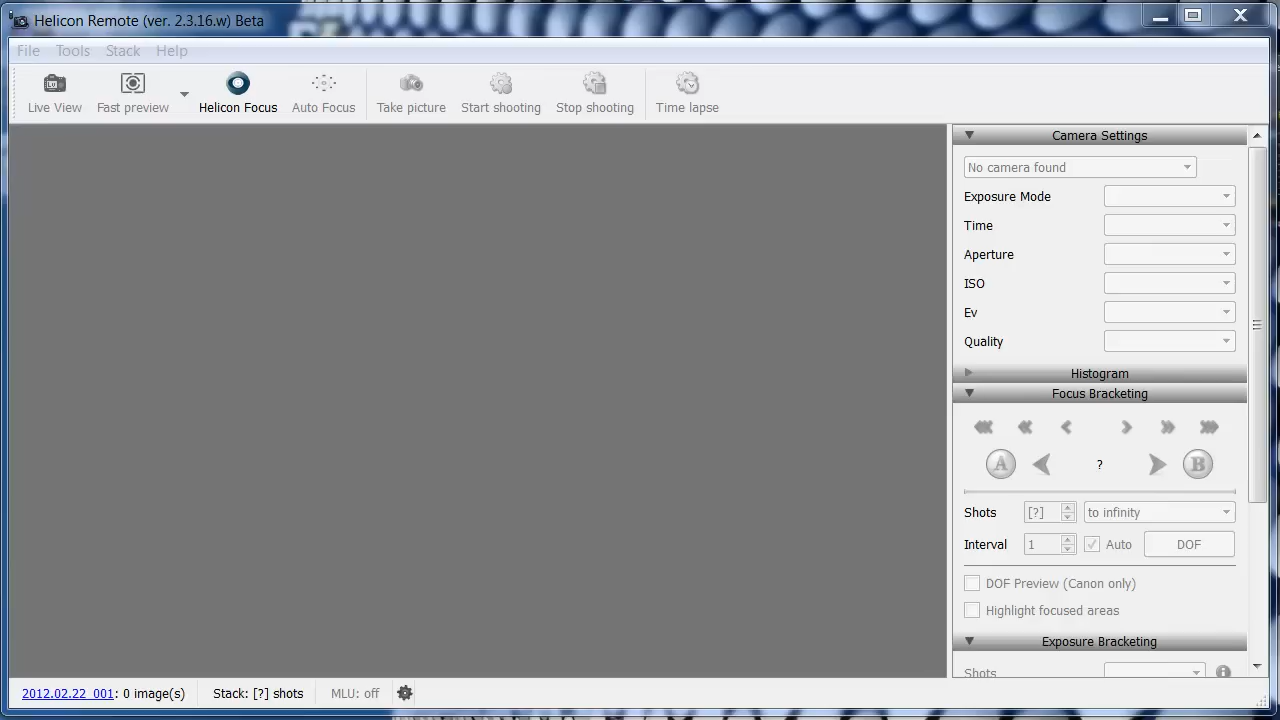 Helicon Remote (ver. 2.3.16.w) Beta
File Tools Stack Help
Live View Fast preview Helicon Focus Auto Focus Take picture Start shooting Stop shooting Time lapse
Camera Settings
No camera found
Exposure Mode
Time
Aperture
ISO
Ev
Quality
Histogram
Focus Bracketing
A ? B
Shots [?] to infinity
Interval 1 Auto DOF
DOF Preview (Canon only)
Highlight focused areas
Exposure Bracketing
Shots
2012.02.22_001: 0 image(s) Stack: [?] shots MLU: off